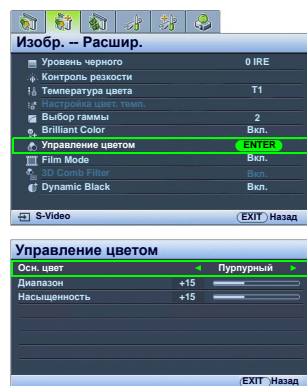 Изобр. -- Расшир.
Уровень черного 0 IRE
Контроль резкости
Температура цвета T1
Настройка цвет. темп.
Выбор гаммы 2
Brilliant Color Вкл.
Управление цветом ENTER
Film Mode Вкл.
3D Comb Filter Вкл.
Dynamic Black Вкл.
S-Video EXIT Назад
Управление цветом
Осн. цвет Пурпурный
Диапазон +15
Насыщенность +15
EXIT Назад